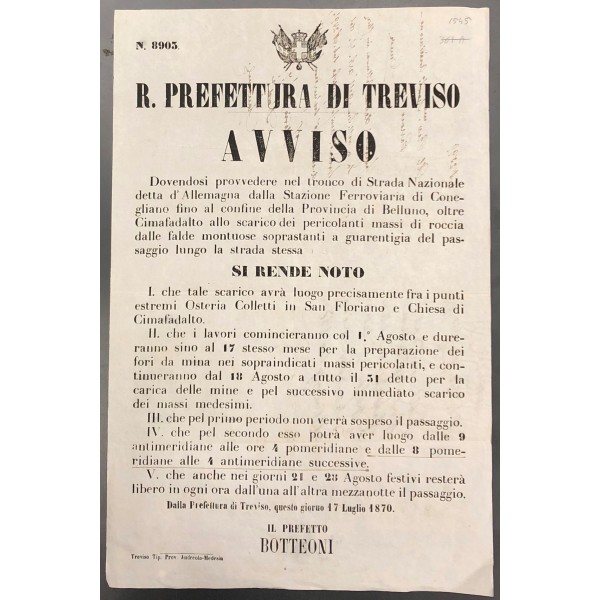 N. 8903.
1545
R. PREFETTURA DI TREVISO
AVVISO
Dovendosi provvedere nel tronco di Strada Nazionale
detta d'Allemagna dalla Stazione Ferroviaria di Cone-
gliano fino al confine della Provincia di Belluno, oltre
Cimafadalto allo scarico dei pericolanti massi di roccia
dalle falde montuose soprastanti a guarentigia del pas-
saggio lungo la strada stessa
SI RENDE NOTO
I. che tale scarico avrà luogo precisamente fra i punti
estremi Osteria Colletti in San Floriano e Chiesa di
Cimafadalto.
II. che i lavori comincieranno col 1.° Agosto e dure-
ranno sino al 17 stesso mese per la preparazione dei
fori da mina nei sopraindicati massi pericolanti, e con-
tinueranno dal 18 Agosto a tutto il 31 detto per la
carica delle mine e pel successivo immediato scarico
dei massi medesimi.
III. che pel primo periodo non verrà sospeso il passaggio.
IV. che pel secondo esso potrà aver luogo dalle 9
antimeridiane alle ore 4 pomeridiane e dalle 8 pome-
ridiane alle 4 antimeridiane successive.
V. che anche nei giorni 21 e 28 Agosto festivi resterà
libero in ogni ora dall'una all'altra mezzanotte il passaggio.
Dalla Prefettura di Treviso, questo giorno 17 Luglio 1870.
IL PREFETTO
BOTTEONI
Treviso Tip. Prov. Andreola-Medesin